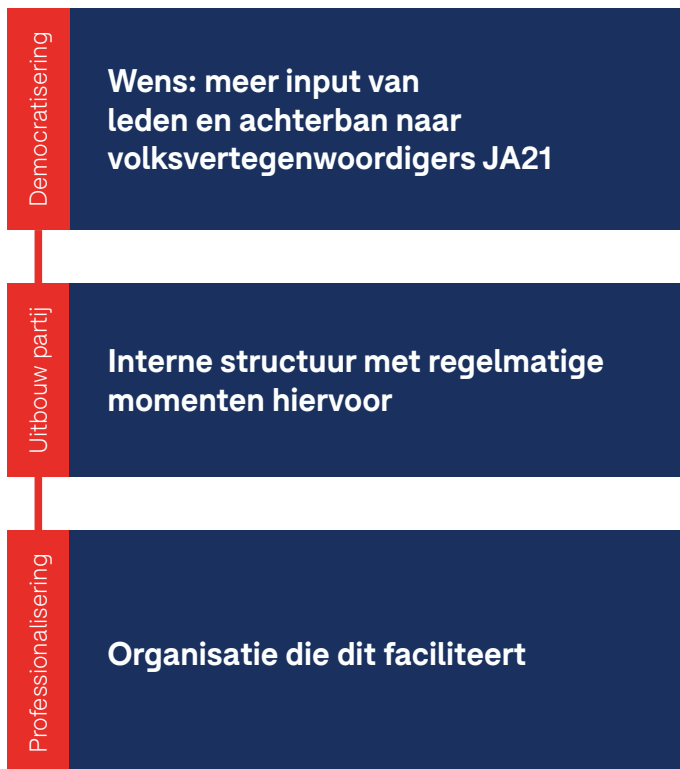 Democratisering
Wens: meer input van
leden en achterban naar
volksvertegenwoordigers JA21
Uitbouw partij
Interne structuur met regelmatige
momenten hiervoor
Professionalisering
Organisatie die dit faciliteert